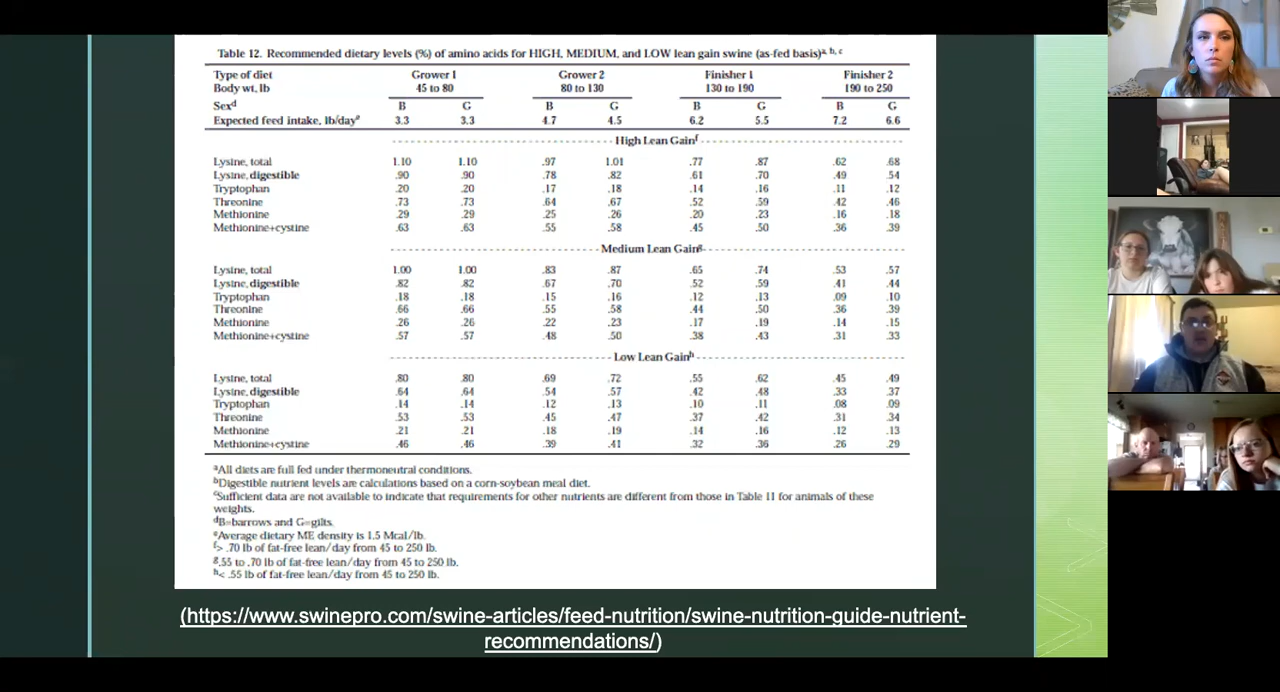 Table 12. Recommended dietary levels (%) of amino acids for HIGH, MEDIUM, and LOW lean gain swine (as-fed basis)a, b, c
Type of diet Grower 1 Grower 2 Finisher 1 Finisher 2
Body wt, lb 45 to 80 80 to 130 130 to 190 190 to 250
Sexd B G B G B G B G
Expected feed intake, lb/daye 3.3 3.3 4.7 4.5 6.2 5.5 7.2 6.6
High Lean Gainf
Lysine, total 1.10 1.10 .97 1.01 .77 .87 .62 .68
Lysine, digestible .90 .90 .78 .82 .61 .70 .49 .54
Tryptophan .20 .20 .17 .18 .14 .16 .11 .12
Threonine .73 .73 .64 .67 .52 .59 .42 .46
Methionine .29 .29 .25 .26 .20 .23 .16 .18
Methionine+cystine .63 .63 .55 .58 .45 .50 .36 .39
Medium Lean Gaing
Lysine, total 1.00 1.00 .83 .87 .65 .74 .53 .57
Lysine, digestible .82 .82 .67 .70 .52 .59 .41 .44
Tryptophan .18 .18 .15 .16 .12 .13 .09 .10
Threonine .66 .66 .55 .58 .44 .50 .36 .39
Methionine .26 .26 .22 .23 .17 .19 .14 .15
Methionine+cystine .57 .57 .48 .50 .38 .43 .31 .33
Low Lean Gainh
Lysine, total .80 .80 .69 .72 .55 .62 .45 .49
Lysine, digestible .64 .64 .54 .57 .42 .48 .33 .37
Tryptophan .14 .14 .12 .13 .10 .11 .08 .09
Threonine .53 .53 .45 .47 .37 .42 .31 .34
Methionine .21 .21 .18 .19 .14 .16 .12 .13
Methionine+cystine .46 .46 .39 .41 .32 .36 .26 .29
aAll diets are full fed under thermoneutral conditions.
bDigestible nutrient levels are calculations based on a corn-soybean meal diet.
cSufficient data are not available to indicate that requirements for other nutrients are different from those in Table 11 for animals of these
weights.
dB=barrows and G=gilts.
eAverage dietary ME density is 1.5 Mcal/lb.
f> .70 lb of fat-free lean/day from 45 to 250 lb.
g.55 to .70 lb of fat-free lean/day from 45 to 250 lb.
h< .55 lb of fat-free lean/day from 45 to 250 lb.
(https://www.swinepro.com/swine-articles/feed-nutrition/swine-nutrition-guide-nutrient-
recommendations/)